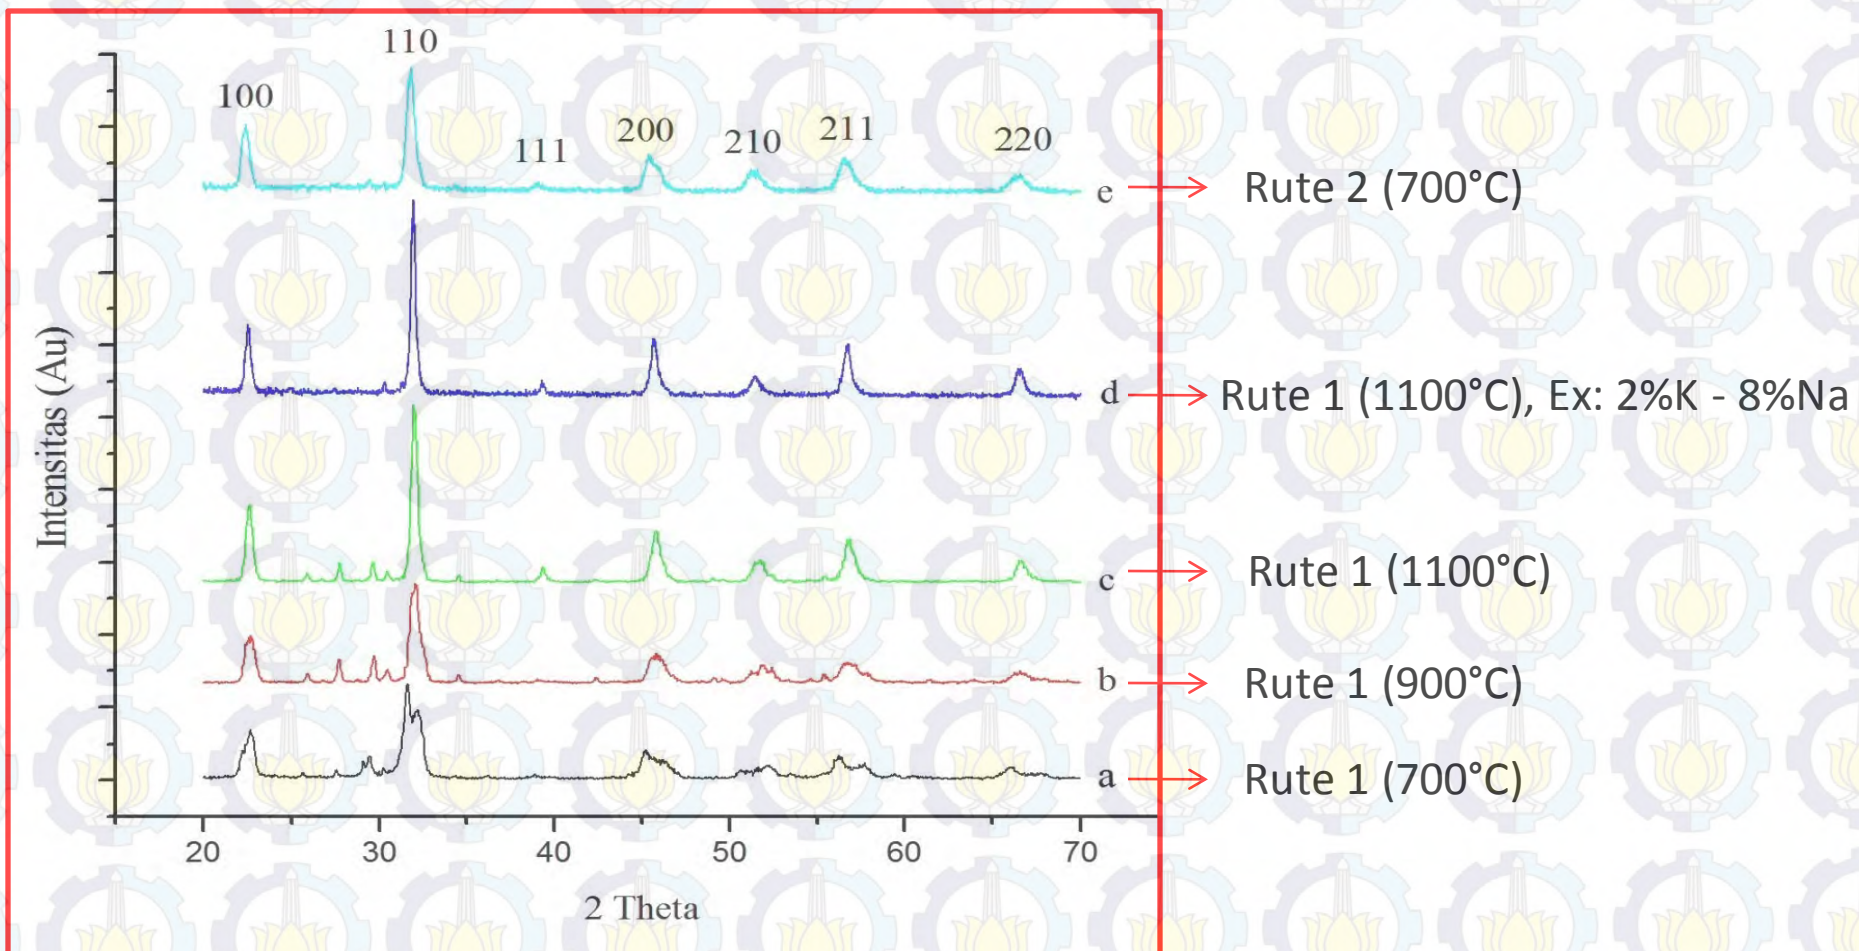 110
100
111
200
210
211
220
e
Rute 2 (700°C)
d
Rute 1 (1100°C), Ex: 2%K - 8%Na
c
Rute 1 (1100°C)
b
Rute 1 (900°C)
a
Rute 1 (700°C)
Intensitas (Au)
20 30 40 50 60 70
2 Theta